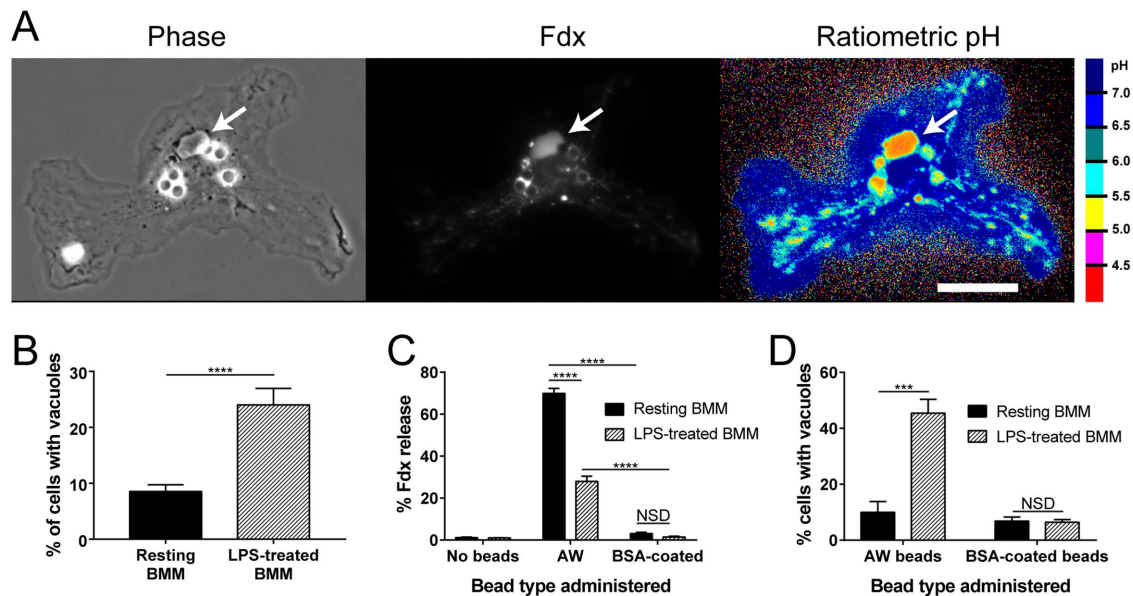 A
Phase
Fdx
Ratiometric pH
pH
7.0
6.5
6.0
5.5
5.0
4.5
B
% of cells with vacuoles
30
20
10
0
****
Resting
BMM
LPS-treated
BMM
C
% Fdx release
80
60
40
20
0
****
****
****
NSD
Resting BMM
LPS-treated BMM
No beads
AW
BSA-coated
Bead type administered
D
% cells with vacuoles
60
40
20
0
***
NSD
Resting BMM
LPS-treated BMM
AW beads
BSA-coated beads
Bead type administered